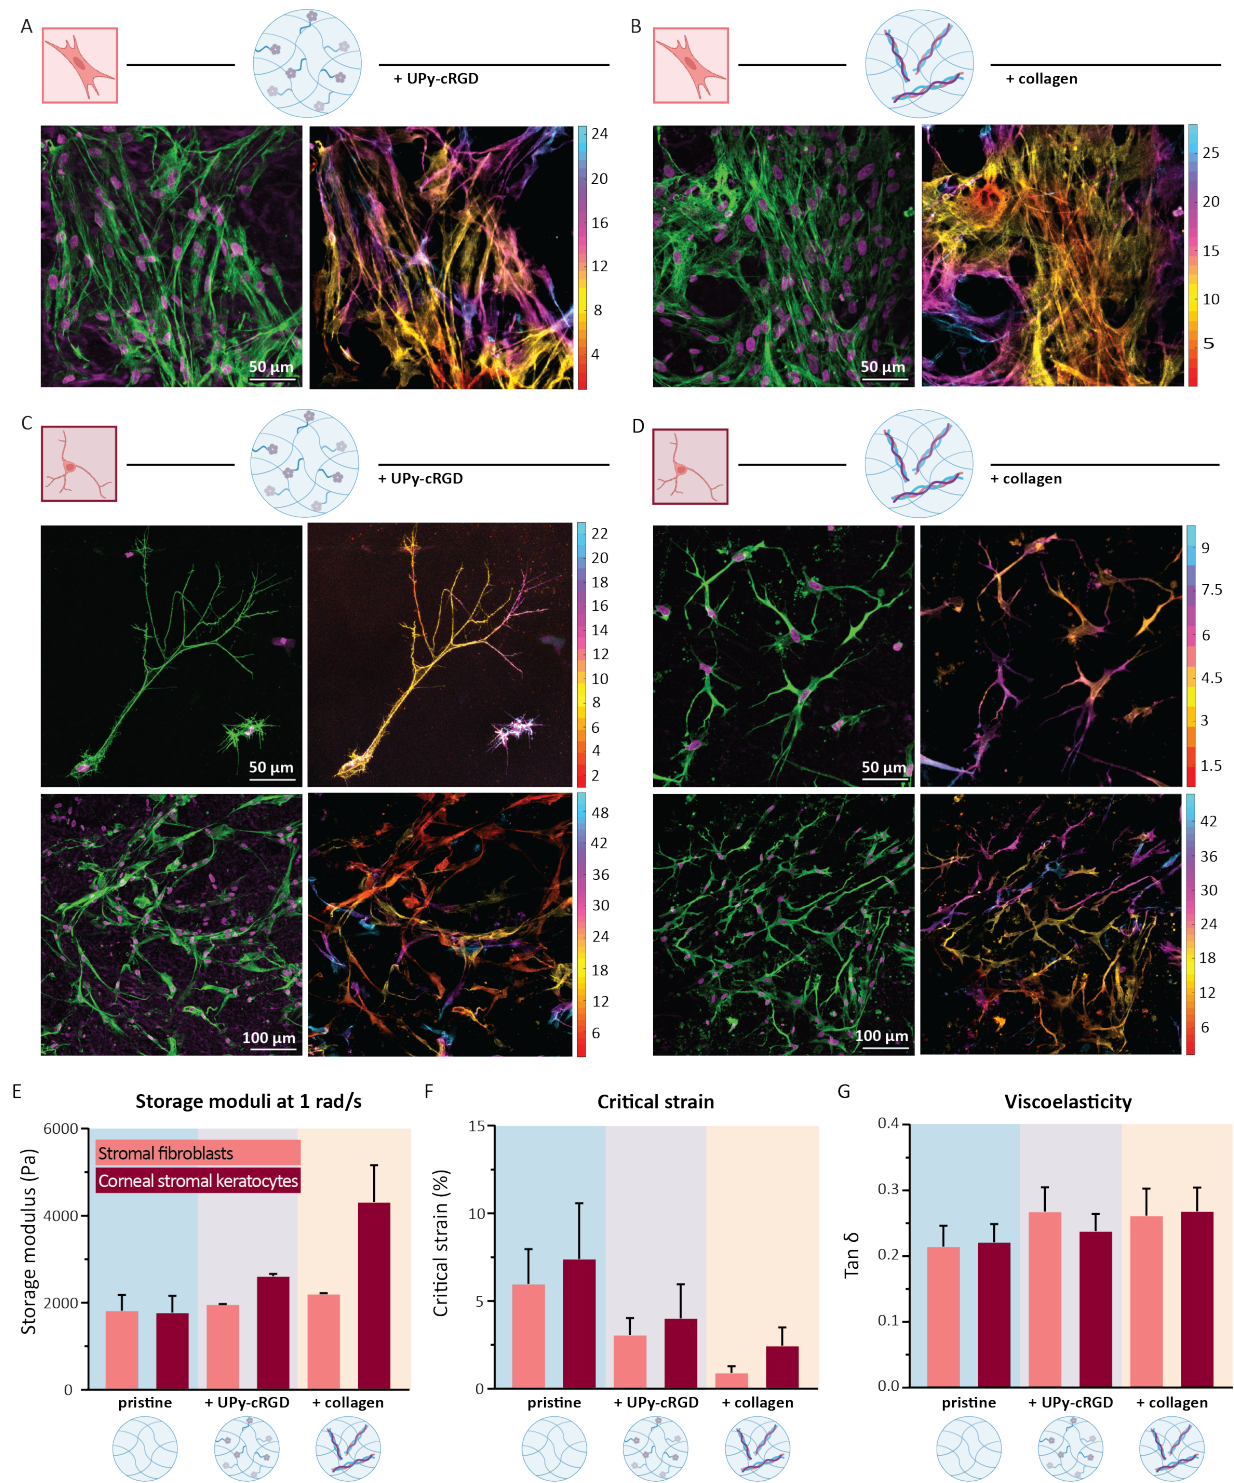 A
+ UPy-cRGD
B
+ collagen
50 µm
24
20
16
12
8
4
50 µm
25
20
15
10
5
C
+ UPy-cRGD
D
+ collagen
50 µm
22
20
18
16
14
12
10
8
6
4
2
50 µm
9
7.5
6
4.5
3
1.5
100 µm
48
42
36
30
24
18
12
6
100 µm
42
36
30
24
18
12
6
E
Storage moduli at 1 rad/s
Storage modulus (Pa)
6000
4000
2000
0
Stromal fibroblasts
Corneal stromal keratocytes
pristine
+ UPy-cRGD
+ collagen
F
Critical strain
Critical strain (%)
15
10
5
0
pristine
+ UPy-cRGD
+ collagen
G
Viscoelasticity
Tan δ
0.4
0.3
0.2
0.1
0.0
pristine
+ UPy-cRGD
+ collagen